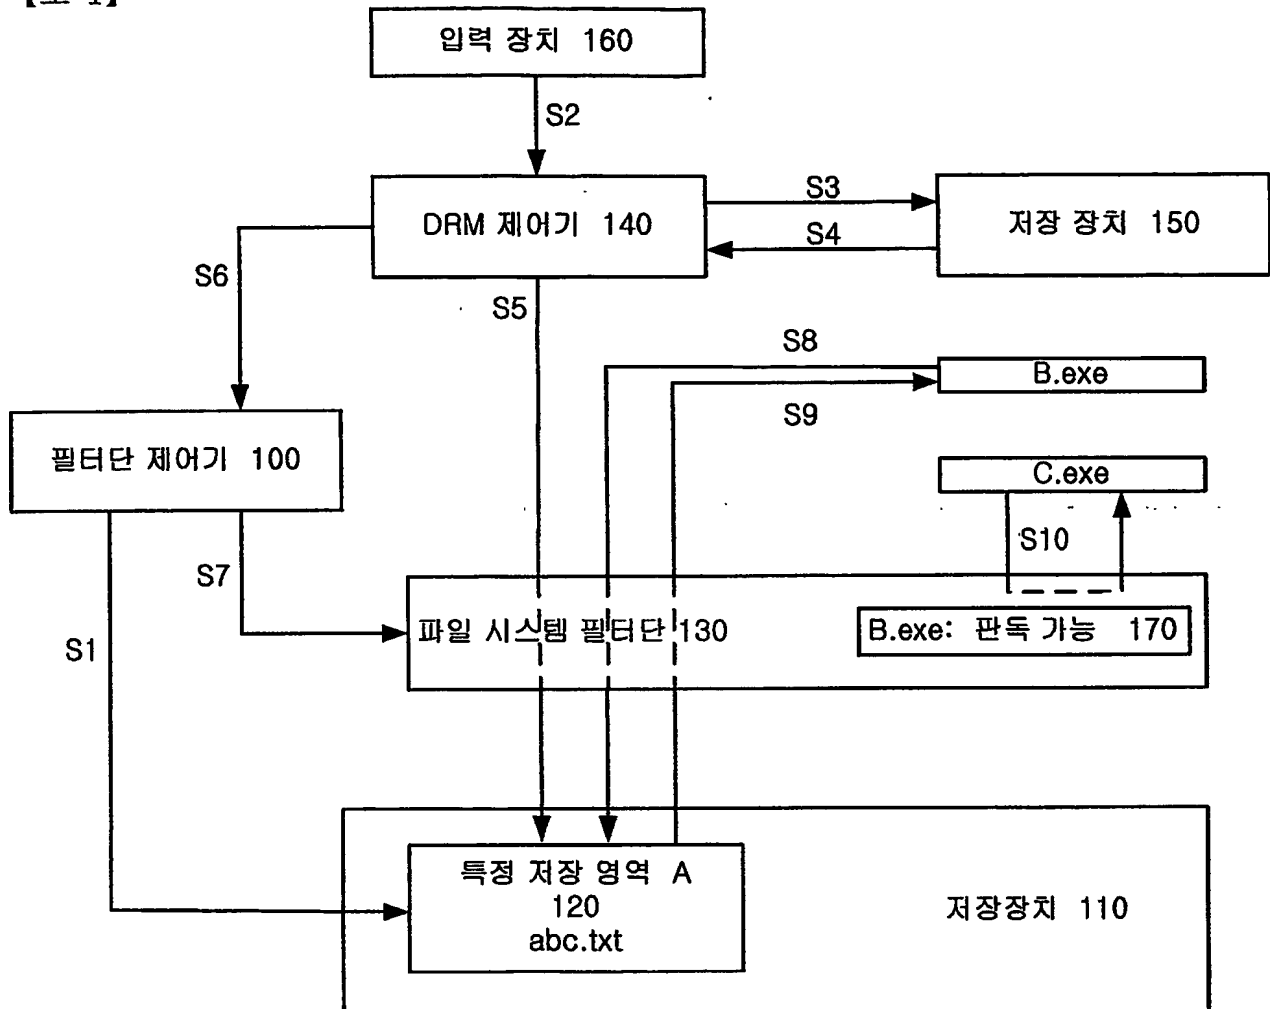 【도 1】
입력 장치 160
S2
DRM 제어기 140
S3
S4
저장 장치 150
S6
S5
S8
B.exe
S9
필터단 제어기 100
C.exe
S10
S7
파일 시스템 필터단 130
B.exe: 판독 가능 170
S1
특정 저장 영역 A
120
abc.txt
저장장치 110